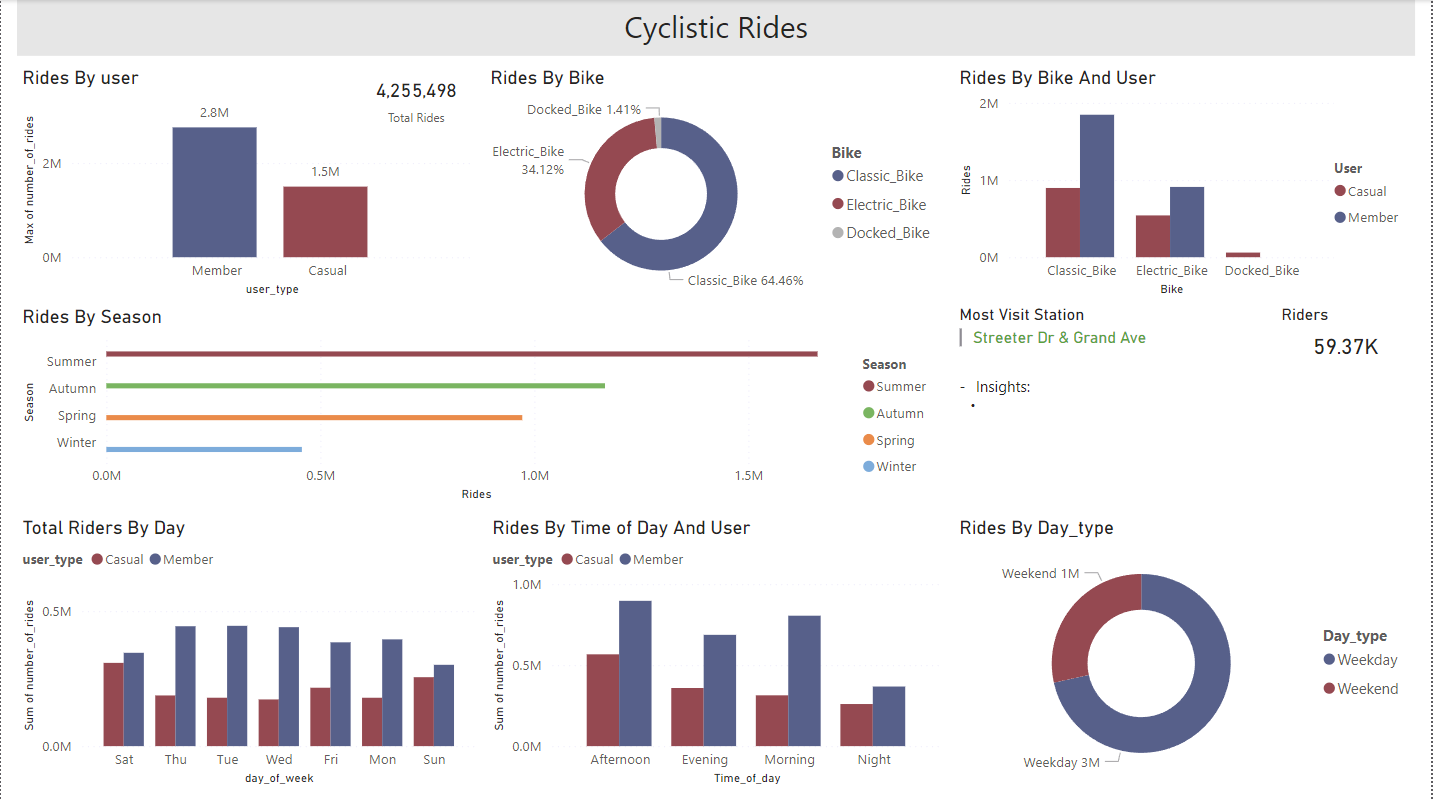 Cyclistic Rides
Rides By user
4,255,498
Total Rides
Max of number_of_rides
2M
0M
2.8M
1.5M
Member
Casual
user_type
Rides By Bike
Docked_Bike 1.41%
Electric_Bike
34.12%
Classic_Bike 64.46%
Bike
Classic_Bike
Electric_Bike
Docked_Bike
Rides By Bike And User
Rides
2M
1M
0M
Classic_Bike
Electric_Bike
Docked_Bike
Bike
User
Casual
Member
Rides By Season
Season
Summer
Autumn
Spring
Winter
0.0M
0.5M
1.0M
1.5M
Rides
Season
Summer
Autumn
Spring
Winter
Most Visit Station
Streeter Dr & Grand Ave
Riders
59.37K
- Insights:
•
Total Riders By Day
user_type Casual Member
Sum of number_of_rides
0.5M
0.0M
Sat
Thu
Tue
Wed
Fri
Mon
Sun
day_of_week
Rides By Time of Day And User
user_type Casual Member
Sum of number_of_rides
1.0M
0.5M
0.0M
Afternoon
Evening
Morning
Night
Time_of_day
Rides By Day_type
Weekend 1M
Weekday 3M
Day_type
Weekday
Weekend